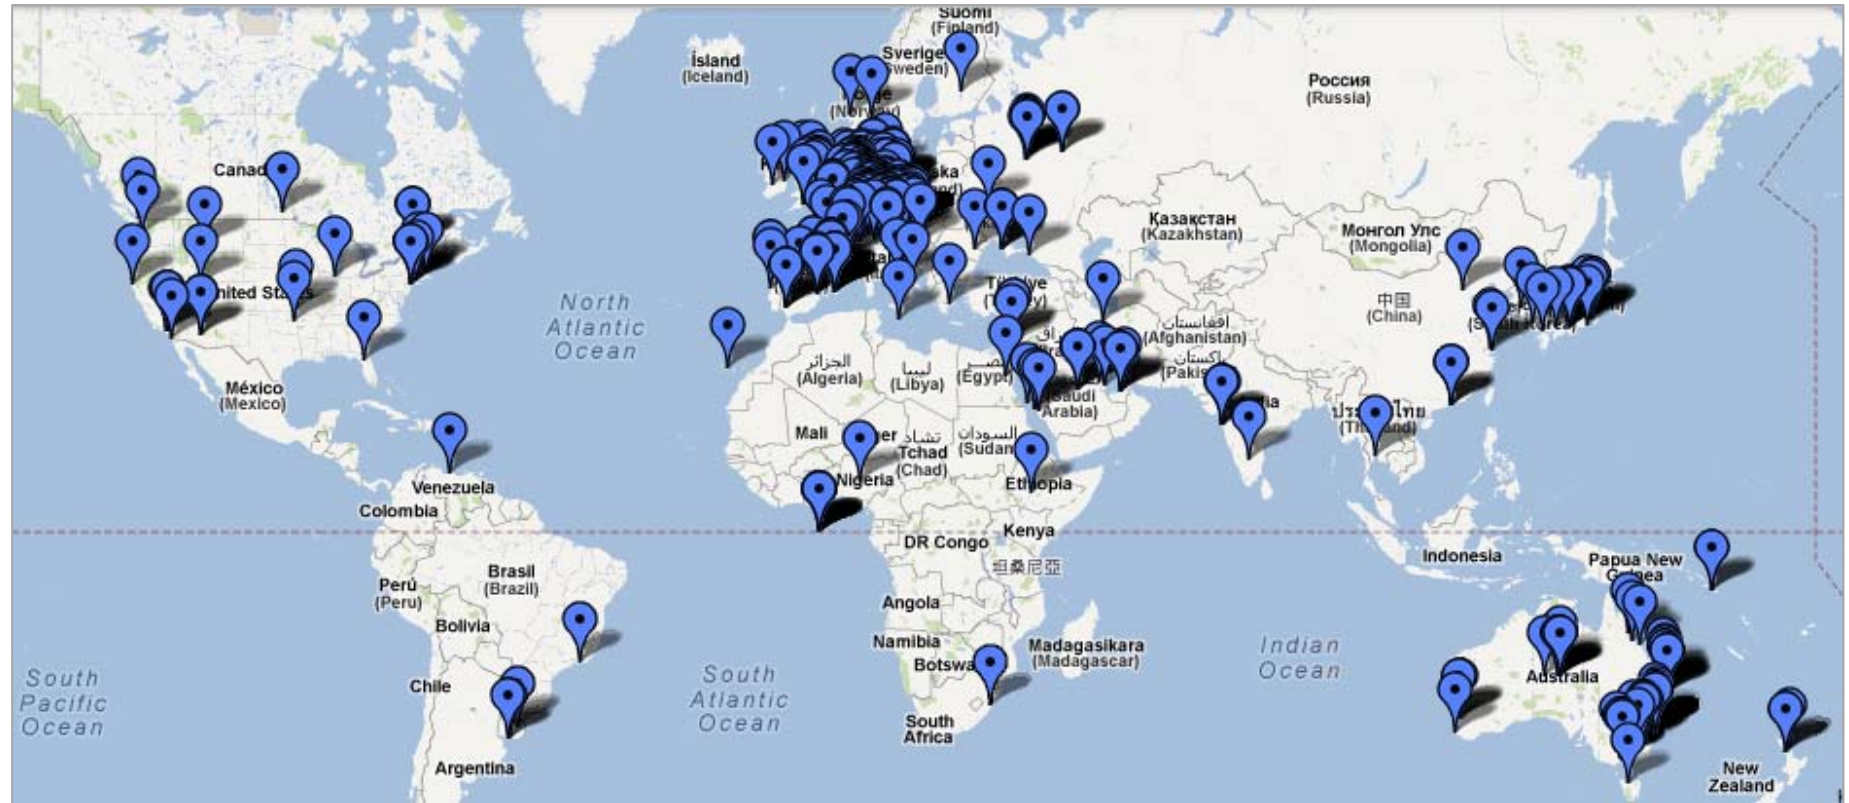 Suomi
(Finland)
Sverige
Ísland
(Iceland)
Россия
(Russia)
Canad
Қазақстан
(Kazakhstan)
Монгол Улс
(Mongolia)
North
Atlantic
Ocean
中国
(China)
افغانستان
(Afghanistan)
México
(Mexico)
الجزائر
(Algeria)
ليبيا
(Libya)
(Egypt)
پاکستان
Arabia)
Mali
تشاد
Tchad
(Chad)
السودان
(Sudan
Nigeria
Ethiopia
Venezuela
Colombia
Kenya
DR Congo
坦桑尼亞
Indonesia
Papua New
Guinea
Brasil
(Brazil)
Perú
(Peru)
Angola
Bolivia
Namibia
Botswa
Madagasikara
(Madagascar)
Indian
Ocean
Australia
South
Pacific
Ocean
Chile
South
Atlantic
Ocean
South
Africa
Argentina
New
Zealand